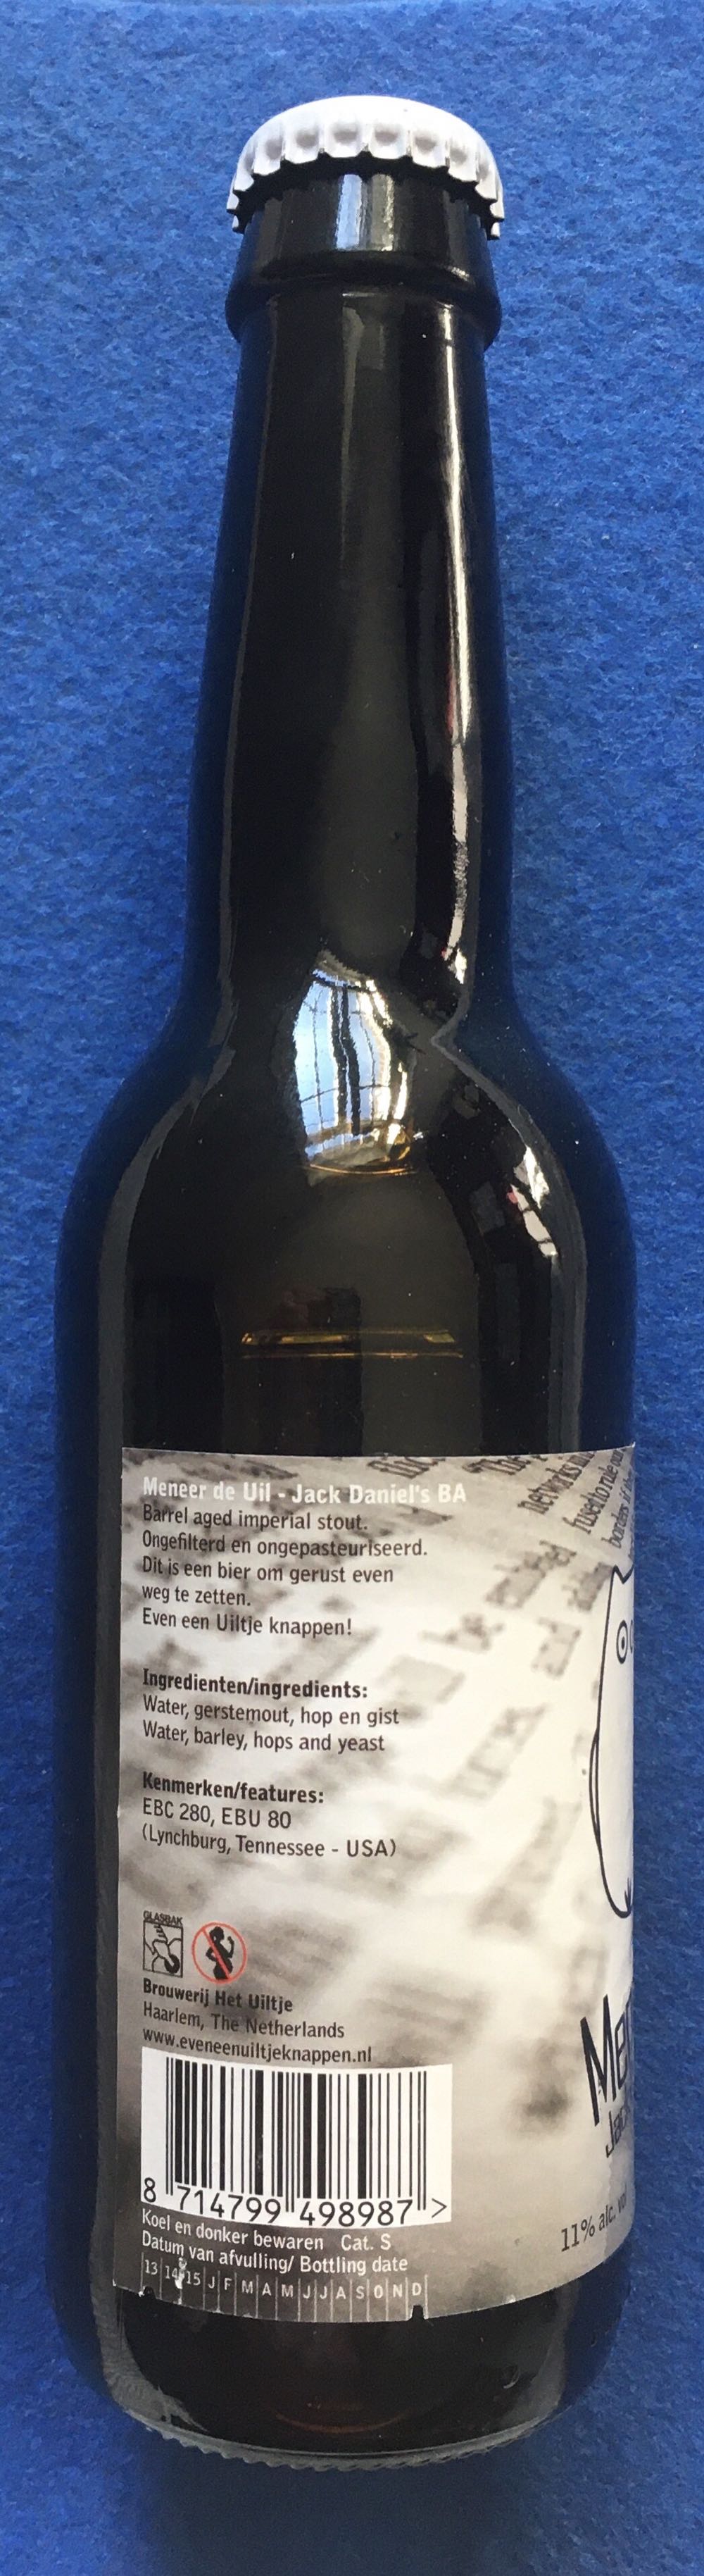 Meneer de Uil - Jack Daniel's BA
Barrel aged imperial stout.
Ongefilterd en ongepasteuriseerd.
Dit is een bier om gerust even
weg te zetten.
Even een Uiltje knappen!
Ingredienten/ingredients:
Water, gerstemout, hop en gist
Water, barley, hops and yeast
Kenmerken/features:
EBC 280, EBU 80
(Lynchburg, Tennessee - USA)
GLASBAK
Brouwerij Het Uiltje
Haarlem, The Netherlands
www.eveneenuiltjeknappen.nl
8 714799 498987 >
Koel en donker bewaren Cat. S
Datum van afvulling/ Bottling date
13 14 15 J F M A M J J A S O N D
networks
borders if
11% alc.